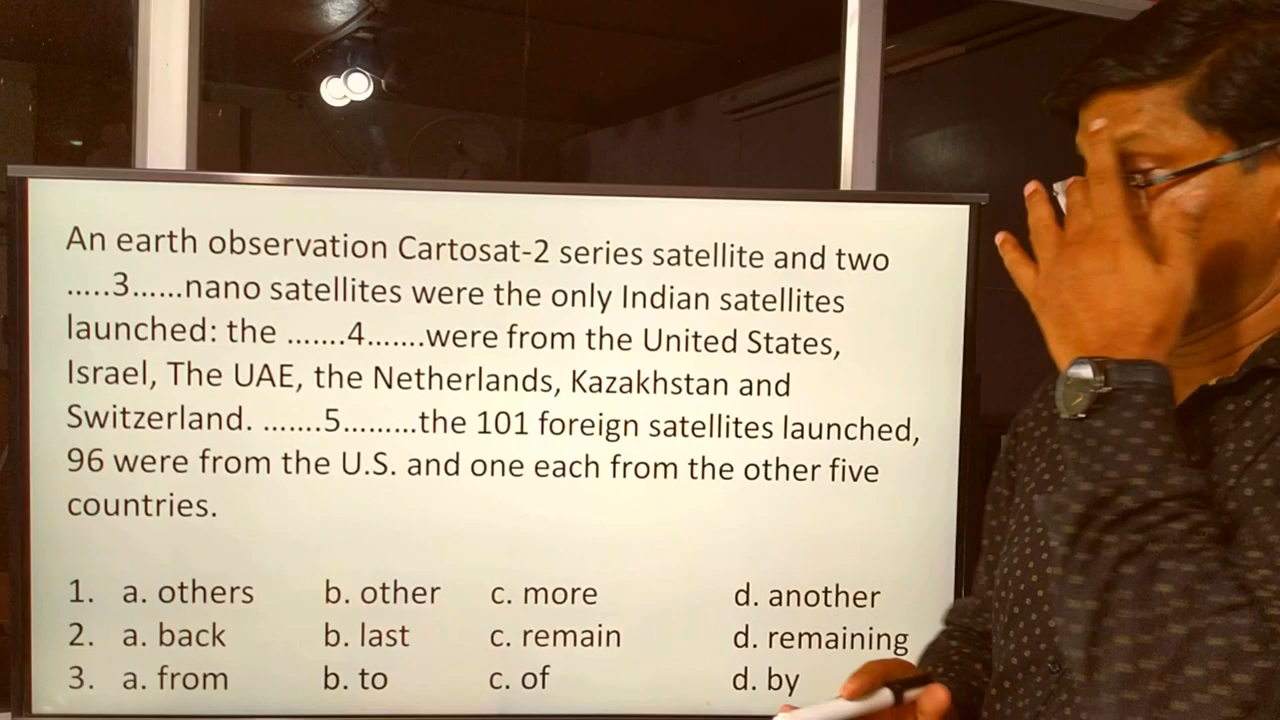 An earth observation Cartosat-2 series satellite and two
.....3......nano satellites were the only Indian satellites
launched: the .......4.......were from the United States,
Israel, The UAE, the Netherlands, Kazakhstan and
Switzerland. .......5.........the 101 foreign satellites launched,
96 were from the U.S. and one each from the other five
countries.
1. a. others b. other c. more d. another
2. a. back b. last c. remain d. remaining
3. a. from b. to c. of d. by